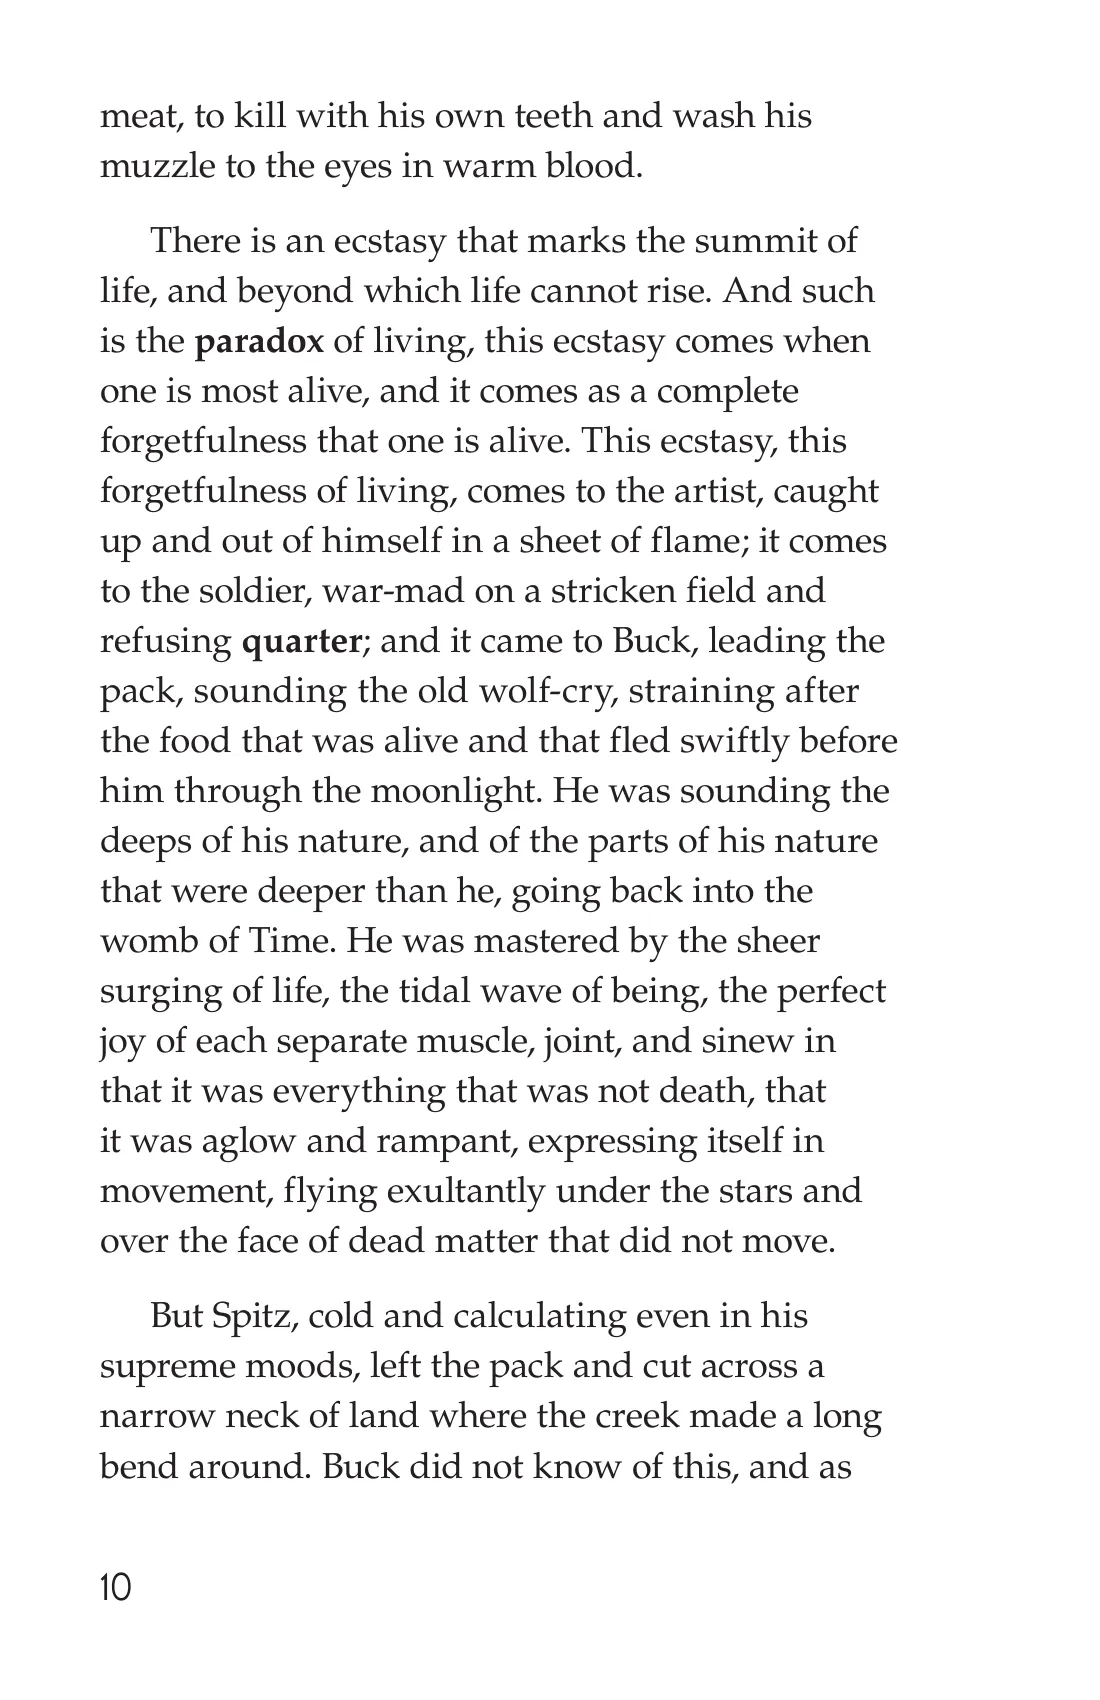 meat, to kill with his own teeth and wash his
muzzle to the eyes in warm blood.
There is an ecstasy that marks the summit of
life, and beyond which life cannot rise. And such
is the paradox of living, this ecstasy comes when
one is most alive, and it comes as a complete
forgetfulness that one is alive. This ecstasy, this
forgetfulness of living, comes to the artist, caught
up and out of himself in a sheet of flame; it comes
to the soldier, war-mad on a stricken field and
refusing quarter; and it came to Buck, leading the
pack, sounding the old wolf-cry, straining after
the food that was alive and that fled swiftly before
him through the moonlight. He was sounding the
deeps of his nature, and of the parts of his nature
that were deeper than he, going back into the
womb of Time. He was mastered by the sheer
surging of life, the tidal wave of being, the perfect
joy of each separate muscle, joint, and sinew in
that it was everything that was not death, that
it was aglow and rampant, expressing itself in
movement, flying exultantly under the stars and
over the face of dead matter that did not move.
But Spitz, cold and calculating even in his
supreme moods, left the pack and cut across a
narrow neck of land where the creek made a long
bend around. Buck did not know of this, and as
10